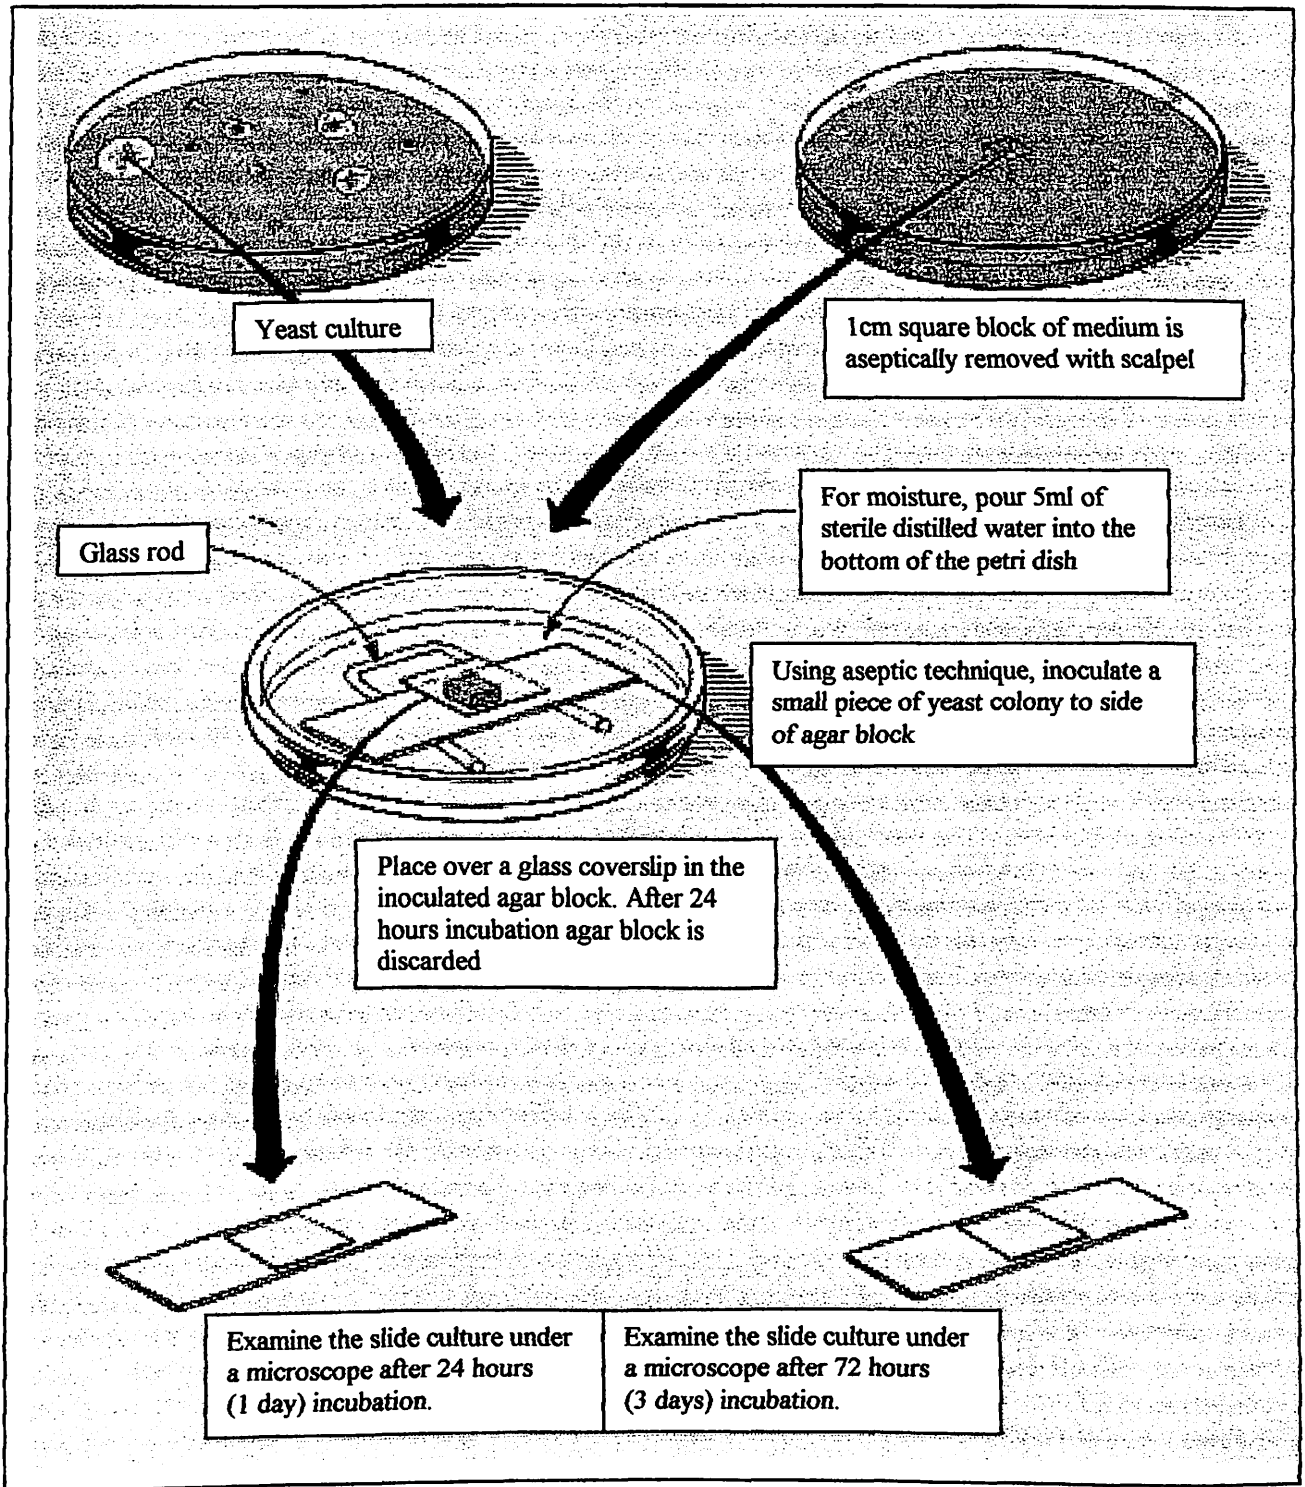 Yeast culture
1cm square block of medium is
aseptically removed with scalpel
For moisture, pour 5ml of
sterile distilled water into the
bottom of the petri dish
Glass rod
Using aseptic technique, inoculate a
small piece of yeast colony to side
of agar block
Place over a glass coverslip in the
inoculated agar block. After 24
hours incubation agar block is
discarded
Examine the slide culture under
a microscope after 24 hours
(1 day) incubation.
Examine the slide culture under
a microscope after 72 hours
(3 days) incubation.